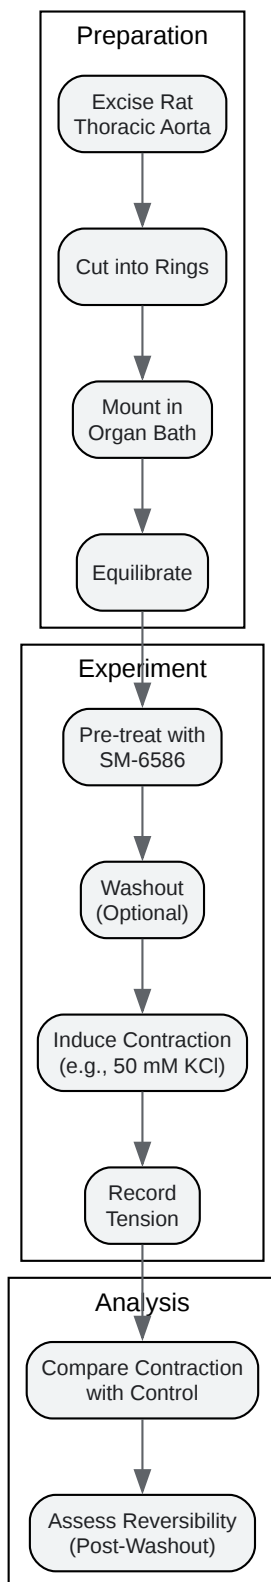 Preparation
Excise Rat
Thoracic Aorta
Cut into Rings
Mount in
Organ Bath
Equilibrate
Experiment
Pre-treat with
SM-6586
Washout
(Optional)
Induce Contraction
(e.g., 50 mM KCl)
Record
Tension
Analysis
Compare Contraction
with Control
Assess Reversibility
(Post-Washout)